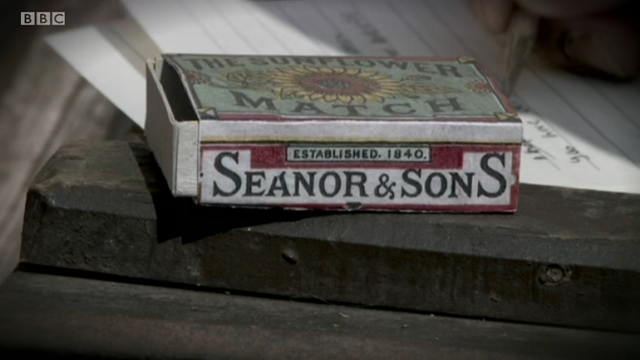 BBC
THE SUNFLOWER
MATCH
ESTABLISHED. 1840.
SEANOR & SONS